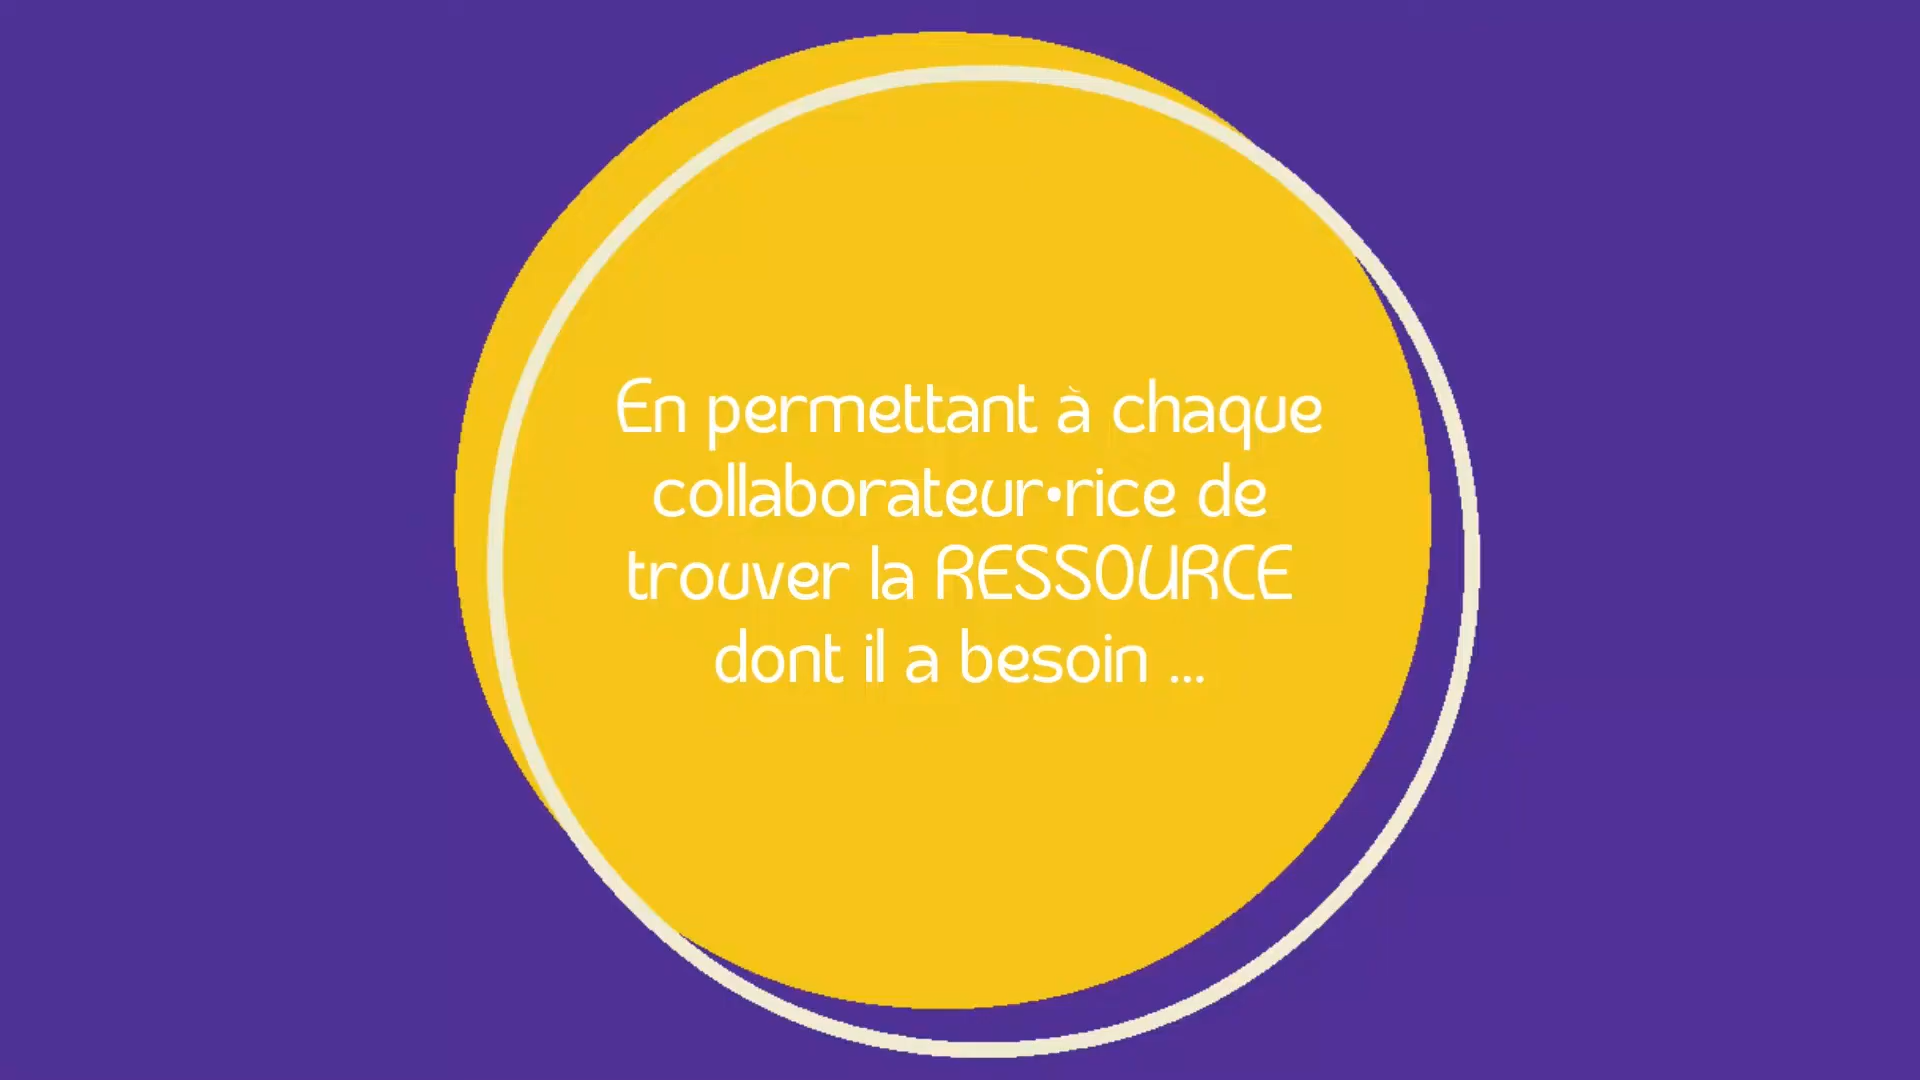 En permettant à chaque
collaborateur•rice de
trouver la RESSOURCE
dont il a besoin ...